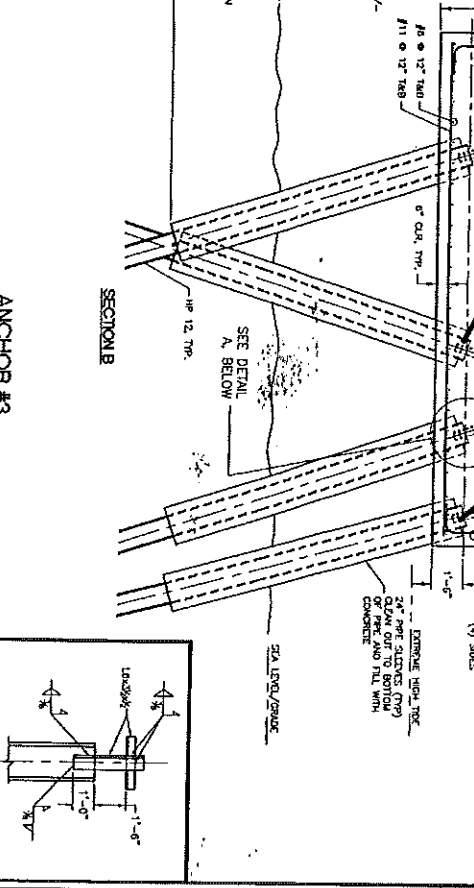 #11 @ 12" T&B
6" CLR. TYP.
1'-6"
EXTREME HIGH TIDE
24" PIPE SLEEVES (TYP)
CLEAN OUT TO BOTTOM
OF PIPE AND FILL WITH
CONCRETE
SEA LEVEL/GRADE
SEE DETAIL
A, BELOW
HP 12, TYP.
SECTION B
ANCHOR #3
1'-6"
1'-0"